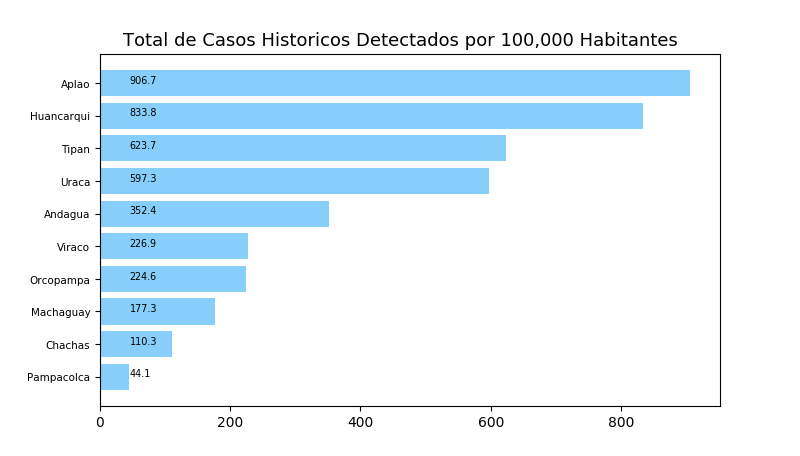 Total de Casos Historicos Detectados por 100,000 Habitantes
Aplao 906.7
Huancarqui 833.8
Tipan 623.7
Uraca 597.3
Andagua 352.4
Viraco 226.9
Orcopampa 224.6
Machaguay 177.3
Chachas 110.3
Pampacolca 44.1
0 200 400 600 800